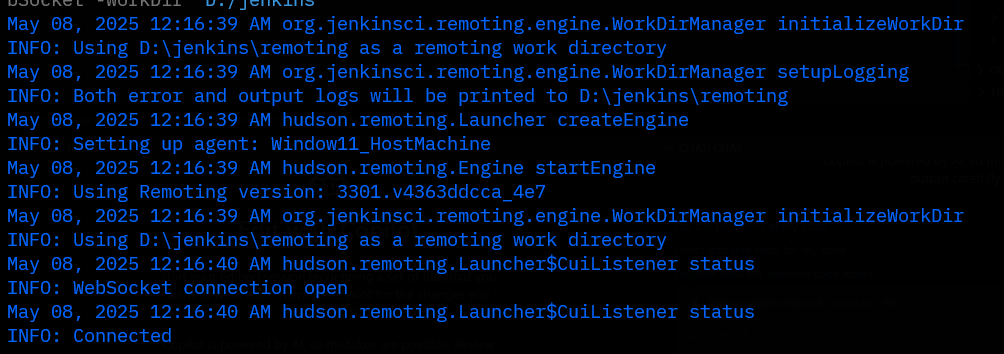 bSocket -workDir "D:/jenkins"
May 08, 2025 12:16:39 AM org.jenkinsci.remoting.engine.WorkDirManager initializeWorkDir
INFO: Using D:\jenkins\remoting as a remoting work directory
May 08, 2025 12:16:39 AM org.jenkinsci.remoting.engine.WorkDirManager setupLogging
INFO: Both error and output logs will be printed to D:\jenkins\remoting
May 08, 2025 12:16:39 AM hudson.remoting.Launcher createEngine
INFO: Setting up agent: Window11_HostMachine
May 08, 2025 12:16:39 AM hudson.remoting.Engine startEngine
INFO: Using Remoting version: 3301.v4363ddcca_4e7
May 08, 2025 12:16:39 AM org.jenkinsci.remoting.engine.WorkDirManager initializeWorkDir
INFO: Using D:\jenkins\remoting as a remoting work directory
May 08, 2025 12:16:40 AM hudson.remoting.Launcher$CuiListener status
INFO: WebSocket connection open
May 08, 2025 12:16:40 AM hudson.remoting.Launcher$CuiListener status
INFO: Connected